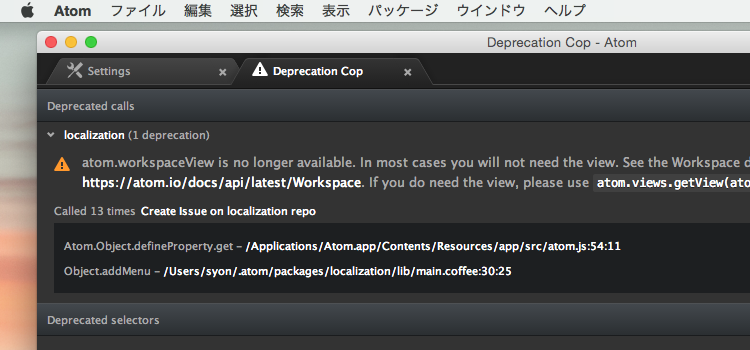 Atom ファイル 編集 選択 検索 表示 パッケージ ウインドウ ヘルプ
Deprecation Cop - Atom
Settings Deprecation Cop
Deprecated calls
localization (1 deprecation)
atom.workspaceView is no longer available. In most cases you will not need the view. See the Workspace d
https://atom.io/docs/api/latest/Workspace. If you do need the view, please use atom.views.getView(ato
Called 13 times Create Issue on localization repo
Atom.Object.defineProperty.get – /Applications/Atom.app/Contents/Resources/app/src/atom.js:54:11
Object.addMenu – /Users/syon/.atom/packages/localization/lib/main.coffee:30:25
Deprecated selectors